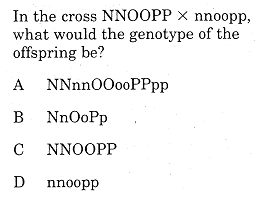 In the cross NNOOPP × nnoopp,
what would the genotype of the
offspring be?
A NNnnOOooPPpp
B NnOoPp
C NNOOPP
D nnoopp